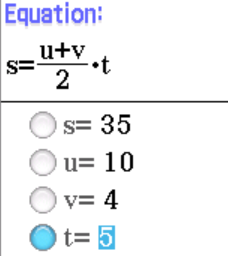 Equation:
s=u+v/2·t
s= 35
u= 10
v= 4
t= 5